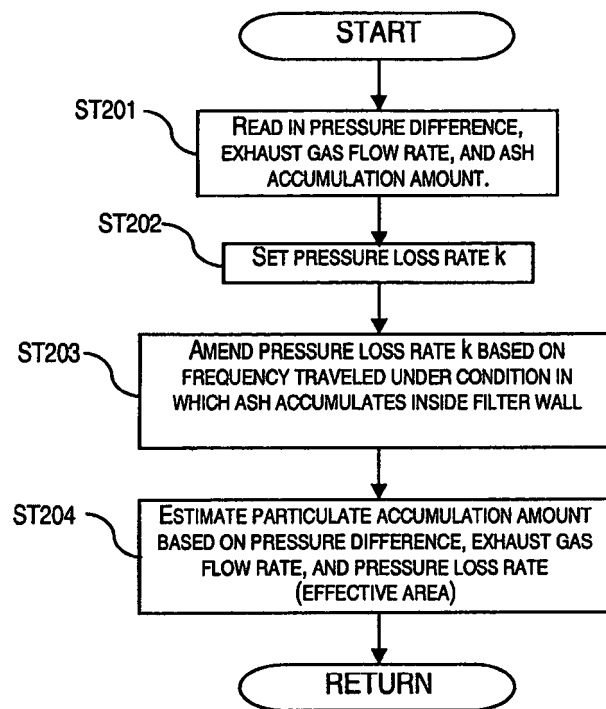 START
ST201
READ IN PRESSURE DIFFERENCE,
EXHAUST GAS FLOW RATE, AND ASH
ACCUMULATION AMOUNT.
ST202
SET PRESSURE LOSS RATE k
ST203
AMEND PRESSURE LOSS RATE k BASED ON
FREQUENCY TRAVELED UNDER CONDITION IN
WHICH ASH ACCUMULATES INSIDE FILTER WALL
ST204
ESTIMATE PARTICULATE ACCUMULATION AMOUNT
BASED ON PRESSURE DIFFERENCE, EXHAUST GAS
FLOW RATE, AND PRESSURE LOSS RATE
(EFFECTIVE AREA)
RETURN